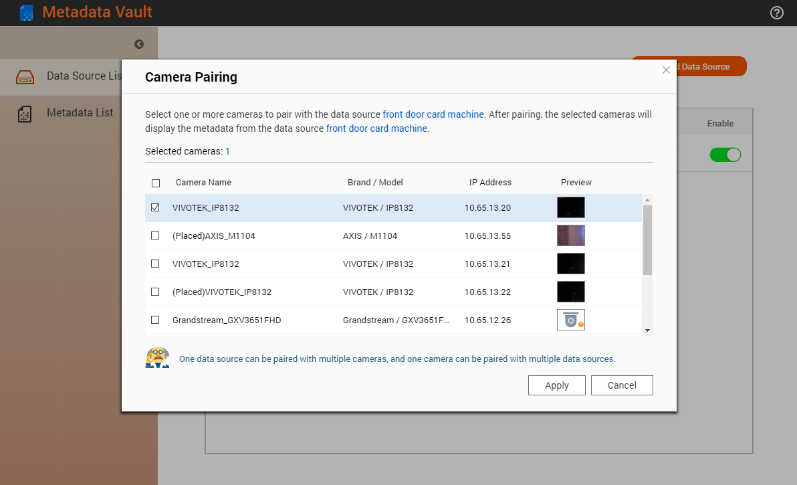 Metadata Vault
Data Source Lis
Metadata List
Data Source
Enable
Camera Pairing
Select one or more cameras to pair with the data source front door card machine. After pairing, the selected cameras will
display the metadata from the data source front door card machine.
Selected cameras: 1
Camera Name Brand / Model IP Address Preview
VIVOTEK_IP8132 VIVOTEK / IP8132 10.65.13.20
(Placed)AXIS_M1104 AXIS / M1104 10.65.13.55
VIVOTEK_IP8132 VIVOTEK / IP8132 10.65.13.21
(Placed)VIVOTEK_IP8132 VIVOTEK / IP8132 10.65.13.22
Grandstream_GXV3651FHD Grandstream / GXV3651F... 10.65.12.26
One data source can be paired with multiple cameras, and one camera can be paired with multiple data sources.
Apply Cancel